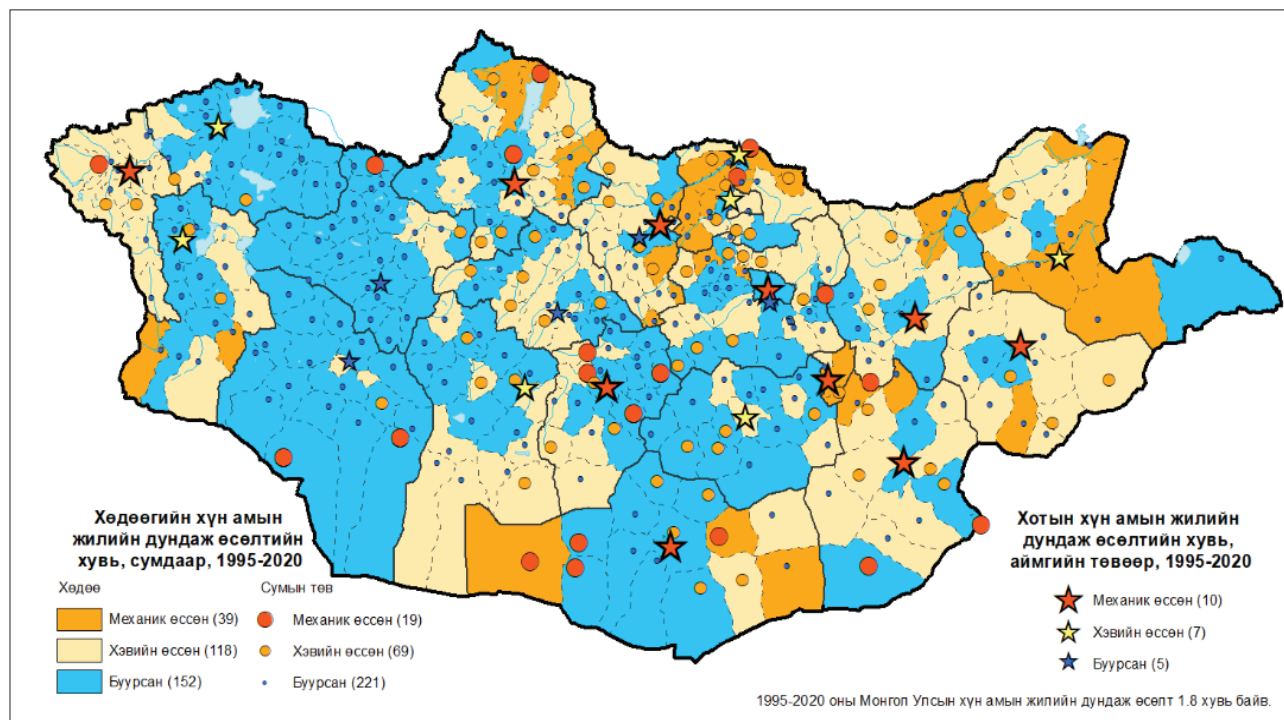 Хөдөөгийн хүн амын
жилийн дундаж өсөлтийн
хувь, сумдаар, 1995-2020
Хөдөө
Сумын төв
Механик өссөн (39)
Механик өссөн (19)
Хэвийн өссөн (118)
Хэвийн өссөн (69)
Буурсан (152)
Буурсан (221)
Хотын хүн амын жилийн
дундаж өсөлтийн хувь,
аймгийн төвөөр, 1995-2020
Механик өссөн (10)
Хэвийн өссөн (7)
Буурсан (5)
1995-2020 оны Монгол Улсын хүн амын жилийн дундаж өсөлт 1.8 хувь байв.